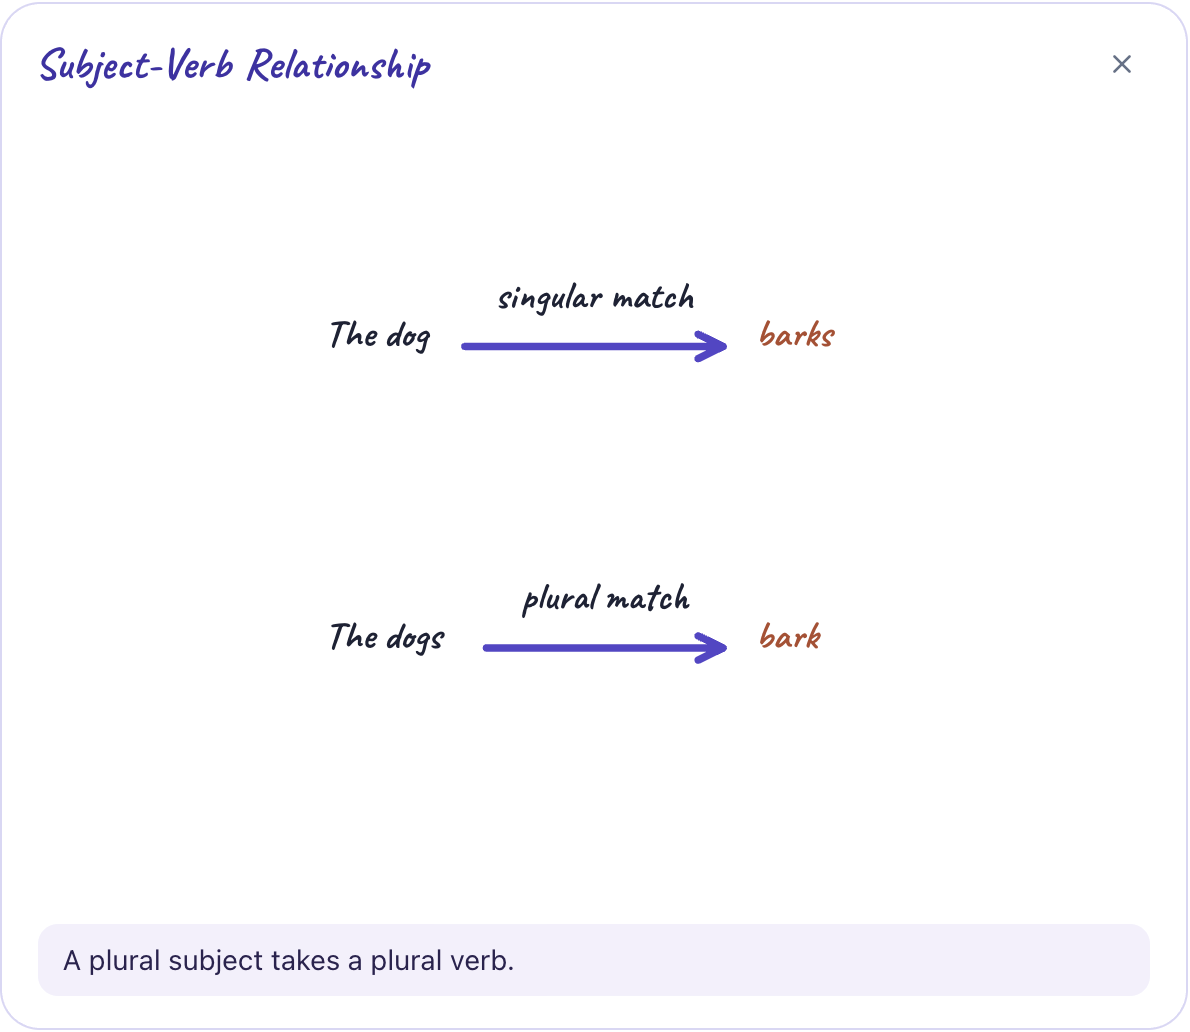 Subject-Verb Relationship
singular match
The dog barks
plural match
The dogs bark
A plural subject takes a plural verb.